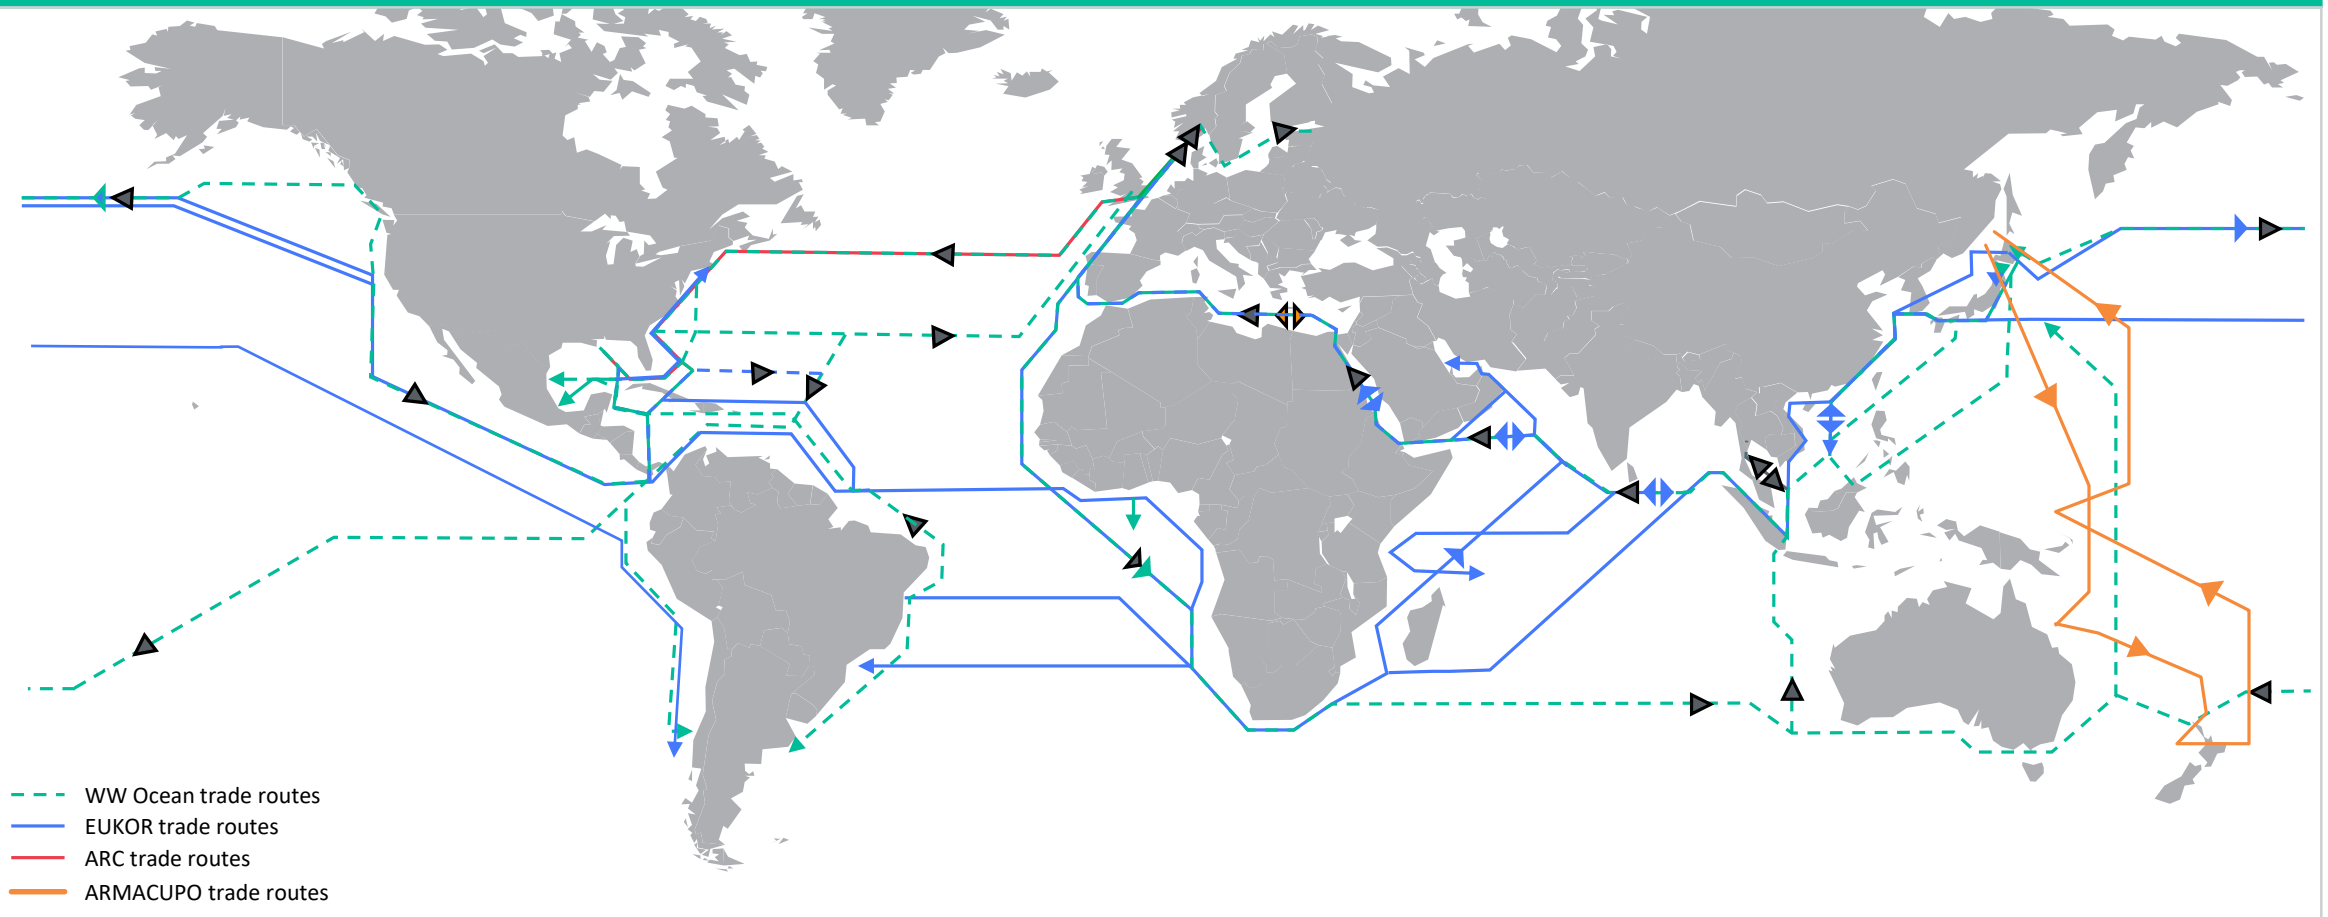 WW Ocean trade routes
EUKOR trade routes
ARC trade routes
ARMACUPO trade routes